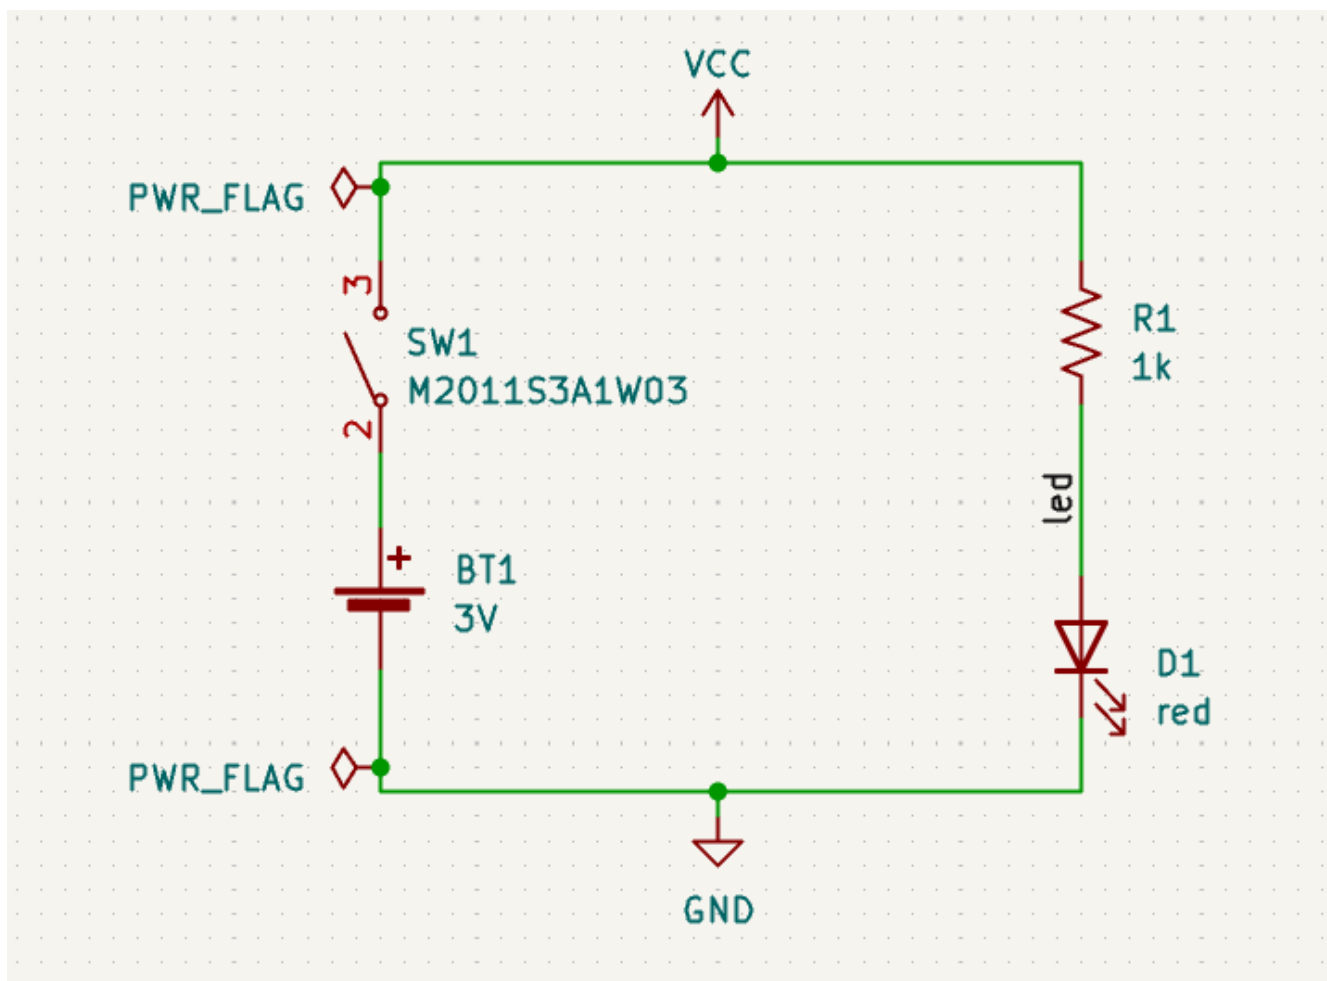 VCC
PWR_FLAG
3
SW1
M2011S3A1W03
2
R1
1k
led
+
BT1
3V
D1
red
PWR_FLAG
GND